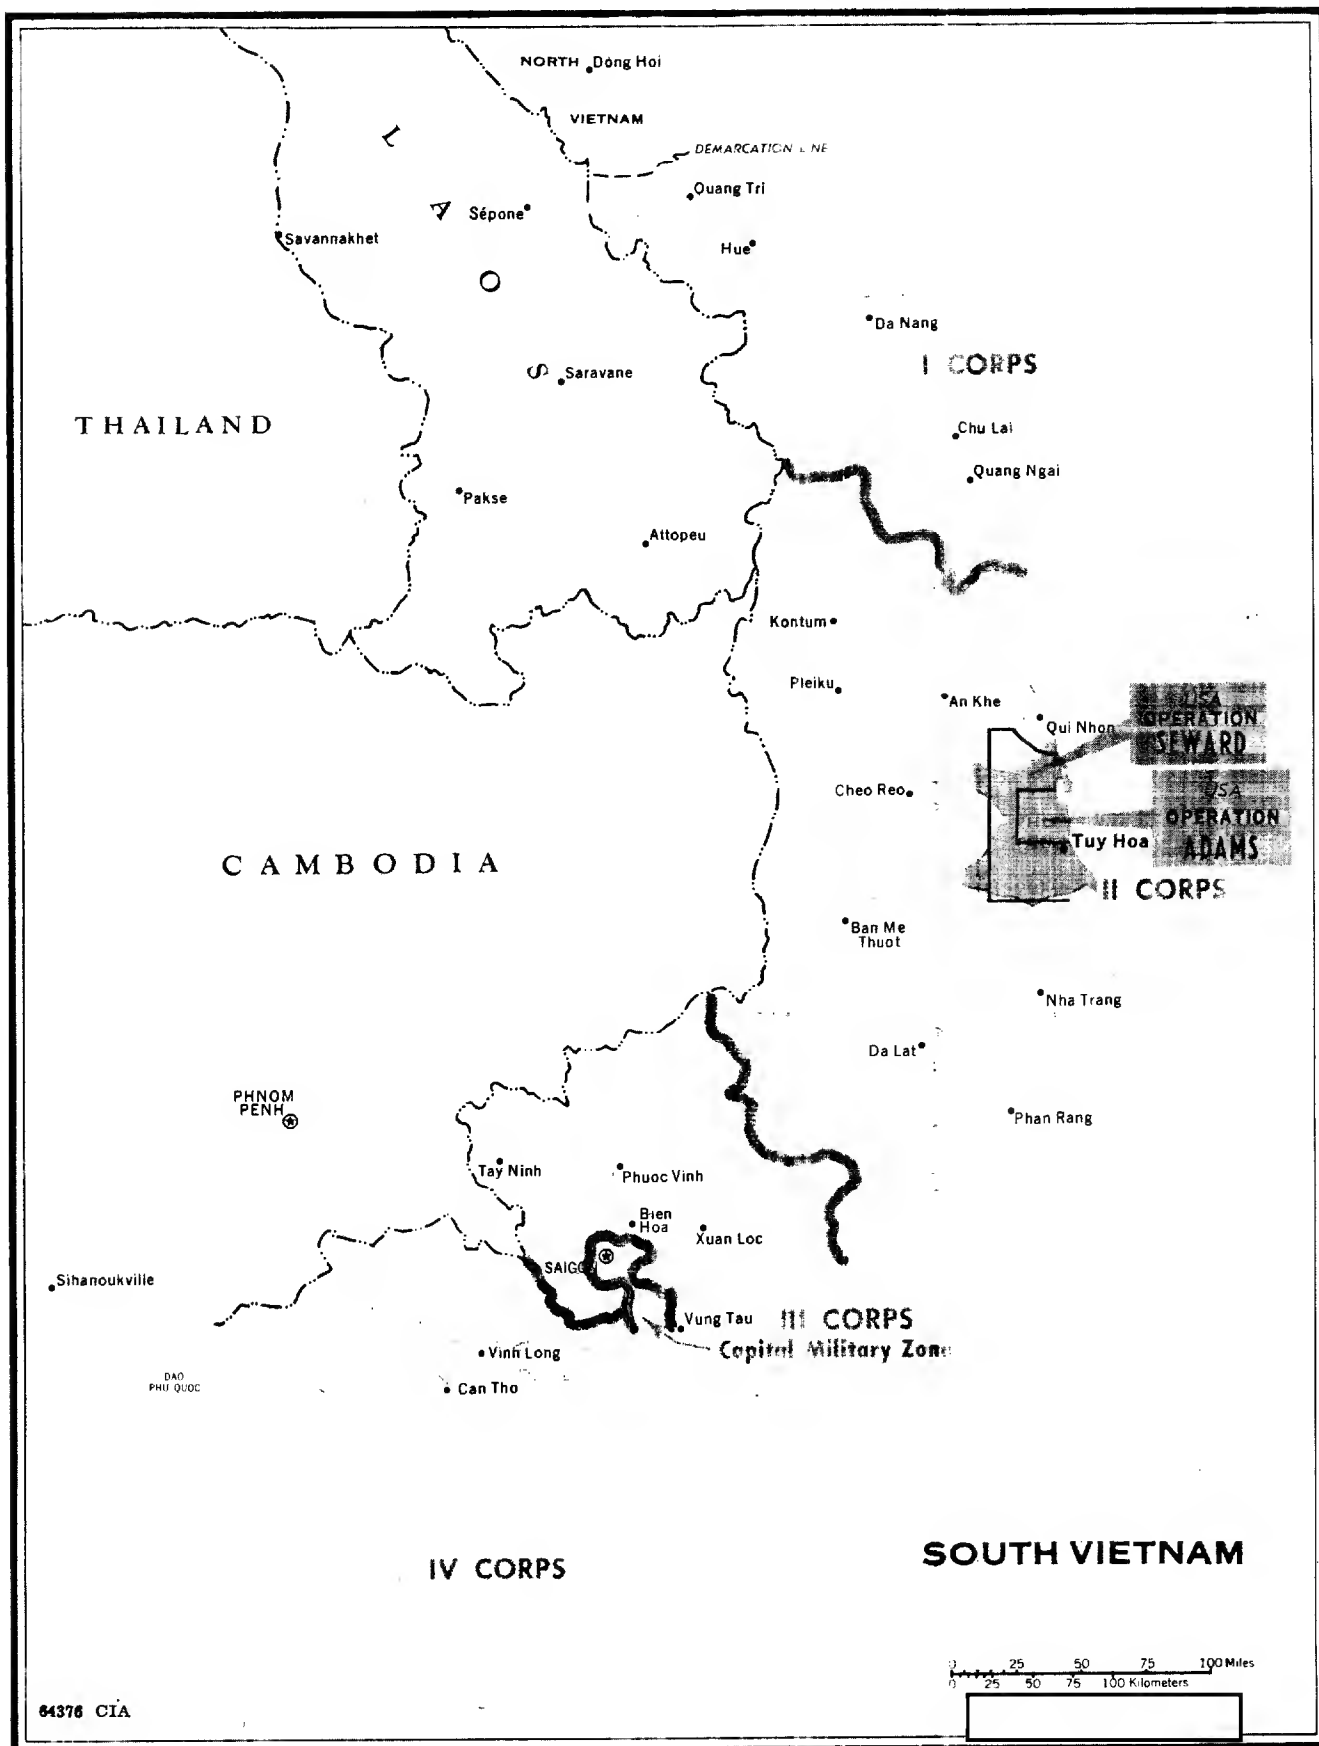 NORTH Dong Hoi
VIETNAM
DEMARCATION LINE
L A O S
Quang Tri
Sépone
Savannakhet
Hue
Da Nang
I CORPS
Saravane
THAILAND
Chu Lai
Quang Ngai
Pakse
Attopeu
Kontum
Pleiku
An Khe
Qui Nhon
USA
OPERATION
SEWARD
Cheo Reo
USA
OPERATION
ADAMS
Tuy Hoa
CAMBODIA
II CORPS
Ban Me
Thuot
Nha Trang
Da Lat
PHNOM
PENH
Phan Rang
Tay Ninh
Phuoc Vinh
Bien
Hoa
Xuan Loc
SAIGON
Sihanoukville
Vung Tau
III CORPS
Capital Military Zone
Vinh Long
DAO
PHU QUOC
Can Tho
SOUTH VIETNAM
IV CORPS
0 25 50 75 100 Miles
0 25 50 75 100 Kilometers
64376 CIA